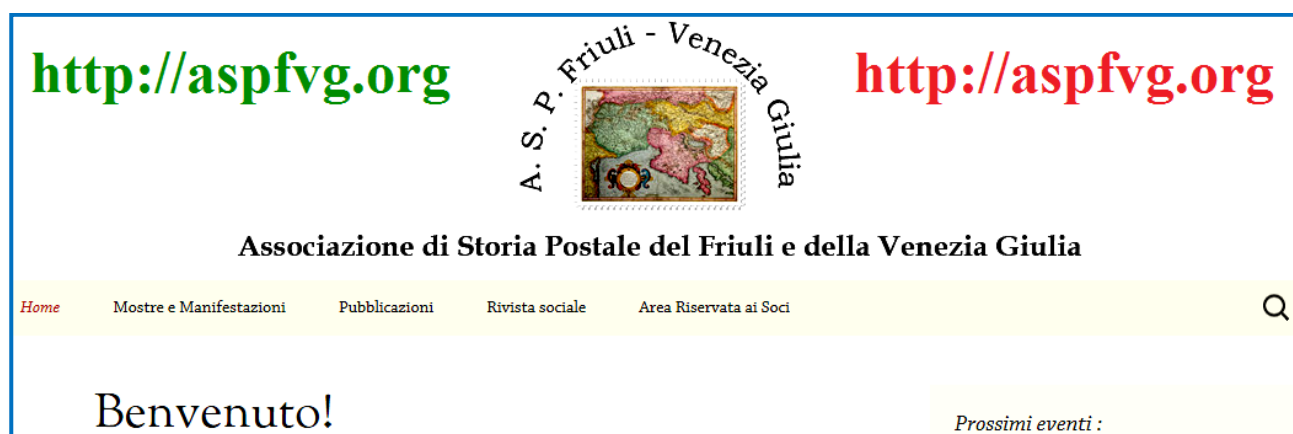 http://aspfvg.org
A. S. P. Friuli - Venezia Giulia
http://aspfvg.org
Associazione di Storia Postale del Friuli e della Venezia Giulia
Home Mostre e Manifestazioni Pubblicazioni Rivista sociale Area Riservata ai Soci
Benvenuto!
Prossimi eventi :